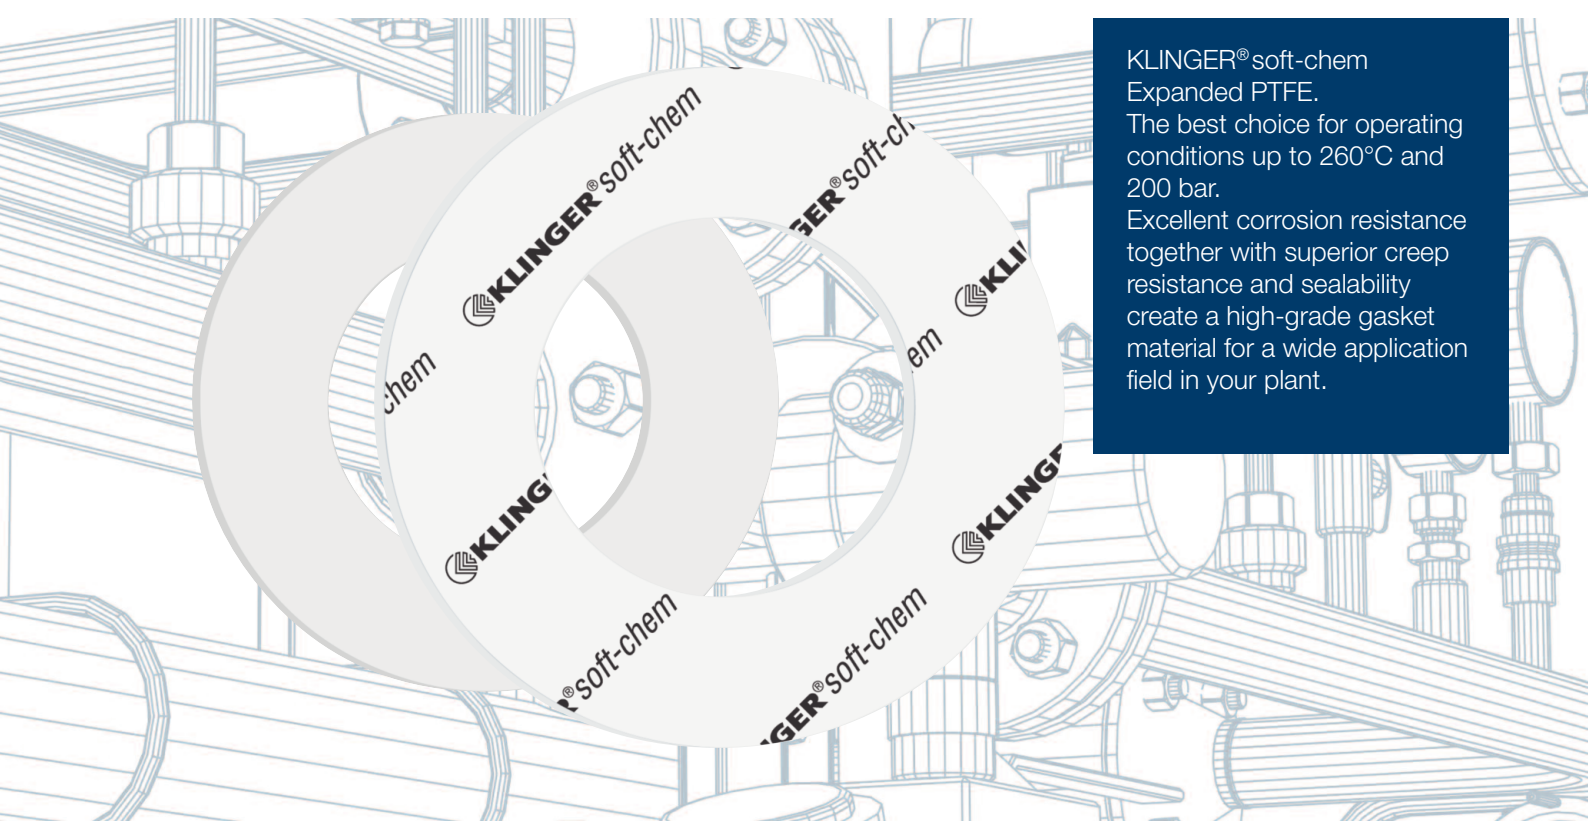 KLINGER® soft-chem
Expanded PTFE.
The best choice for operating
conditions up to 260°C and
200 bar.
Excellent corrosion resistance
together with superior creep
resistance and sealability
create a high-grade gasket
material for a wide application
field in your plant.
KLINGER®soft-chem
GER®soft-ch
KLI
chem
em
KLING
KLINGE
R®soft-chem
GER®soft-chem